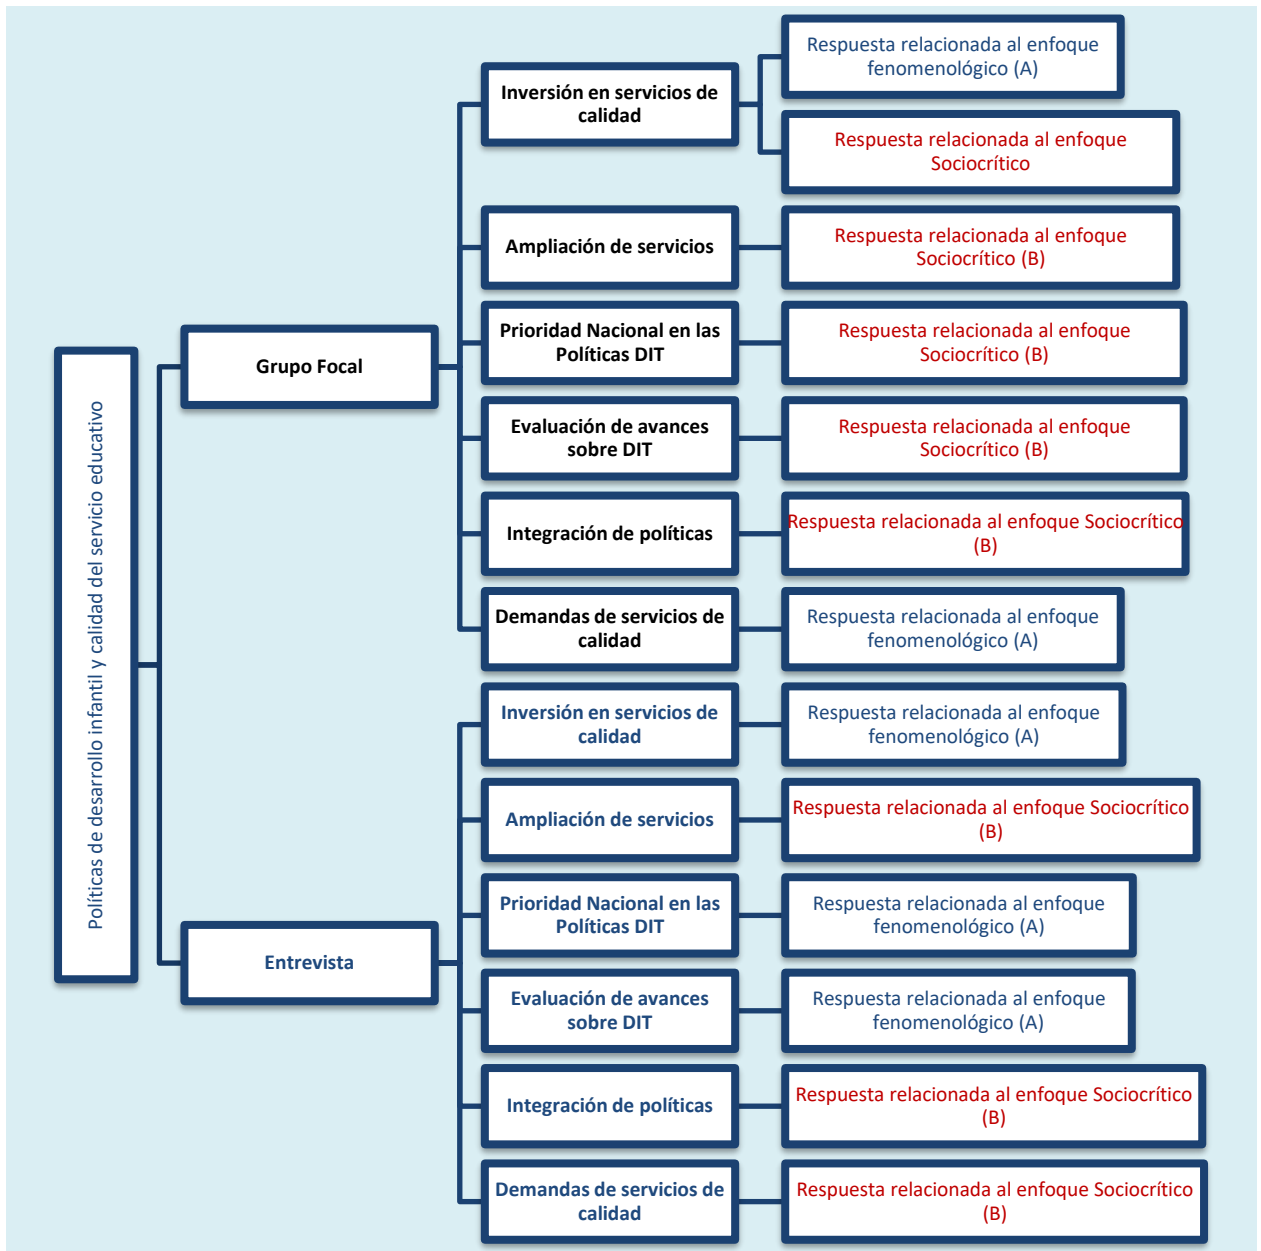 Políticas de desarrollo infantil y calidad del servicio educativo
Grupo Focal
Inversión en servicios de
calidad
Respuesta relacionada al enfoque
fenomenológico (A)
Respuesta relacionada al enfoque
Sociocrítico
Ampliación de servicios
Respuesta relacionada al enfoque
Sociocrítico (B)
Prioridad Nacional en las
Políticas DIT
Respuesta relacionada al enfoque
Sociocrítico (B)
Evaluación de avances
sobre DIT
Respuesta relacionada al enfoque
Sociocrítico (B)
Integración de políticas
Respuesta relacionada al enfoque Sociocrítico
(B)
Demandas de servicios de
calidad
Respuesta relacionada al enfoque
fenomenológico (A)
Entrevista
Inversión en servicios de
calidad
Respuesta relacionada al enfoque
fenomenológico (A)
Ampliación de servicios
Respuesta relacionada al enfoque Sociocrítico
(B)
Prioridad Nacional en las
Políticas DIT
Respuesta relacionada al enfoque
fenomenológico (A)
Evaluación de avances
sobre DIT
Respuesta relacionada al enfoque
fenomenológico (A)
Integración de políticas
Respuesta relacionada al enfoque Sociocrítico
(B)
Demandas de servicios de
calidad
Respuesta relacionada al enfoque Sociocrítico
(B)